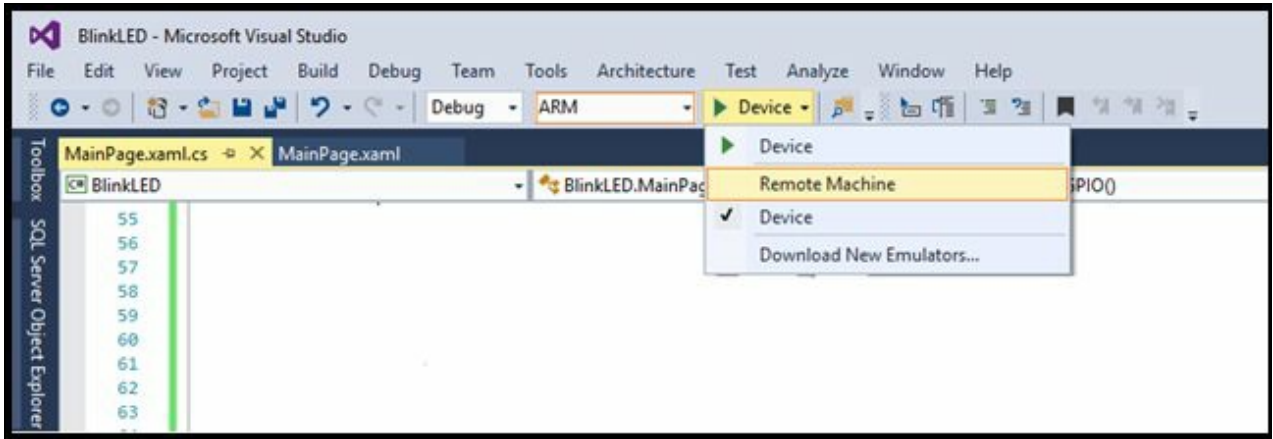 BlinkLED - Microsoft Visual Studio
File Edit View Project Build Debug Team Tools Architecture Test Analyze Window Help
Debug ARM Device
Device
Toolbox
MainPage.xaml.cs MainPage.xaml
C# BlinkLED BlinkLED.MainPag PIO()
Remote Machine
Device
Download New Emulators...
SQL Server Object Explorer
55
56
57
58
59
60
61
62
63